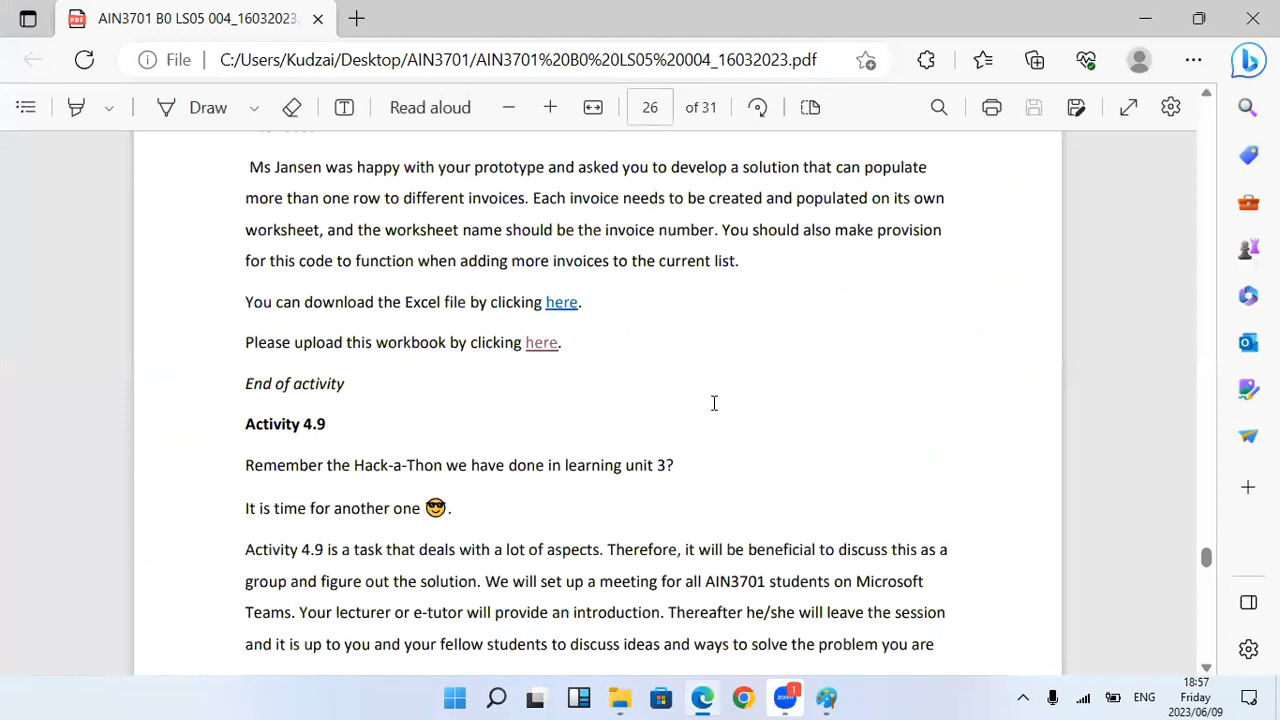 AIN3701 B0 LS05 004_16032023.
File
C:/Users/Kudzai/Desktop/AIN3701/AIN3701%20B0%20LS05%20004_16032023.pdf
Draw
Read aloud
26
of 31
Ms Jansen was happy with your prototype and asked you to develop a solution that can populate
more than one row to different invoices. Each invoice needs to be created and populated on its own
worksheet, and the worksheet name should be the invoice number. You should also make provision
for this code to function when adding more invoices to the current list.
You can download the Excel file by clicking here.
Please upload this workbook by clicking here.
End of activity
Activity 4.9
Remember the Hack-a-Thon we have done in learning unit 3?
It is time for another one 😎.
Activity 4.9 is a task that deals with a lot of aspects. Therefore, it will be beneficial to discuss this as a
group and figure out the solution. We will set up a meeting for all AIN3701 students on Microsoft
Teams. Your lecturer or e-tutor will provide an introduction. Thereafter he/she will leave the session
and it is up to you and your fellow students to discuss ideas and ways to solve the problem you are
ENG
18:57
Friday
2023/06/09